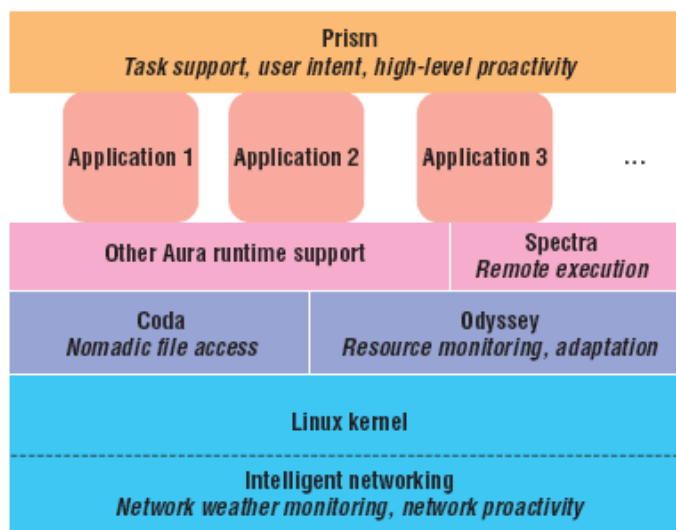 Prism
Task support, user intent, high-level proactivity
Application 1
Application 2
Application 3
...
Other Aura runtime support
Spectra
Remote execution
Coda
Nomadic file access
Odyssey
Resource monitoring, adaptation
Linux kernel
Intelligent networking
Network weather monitoring, network proactivity